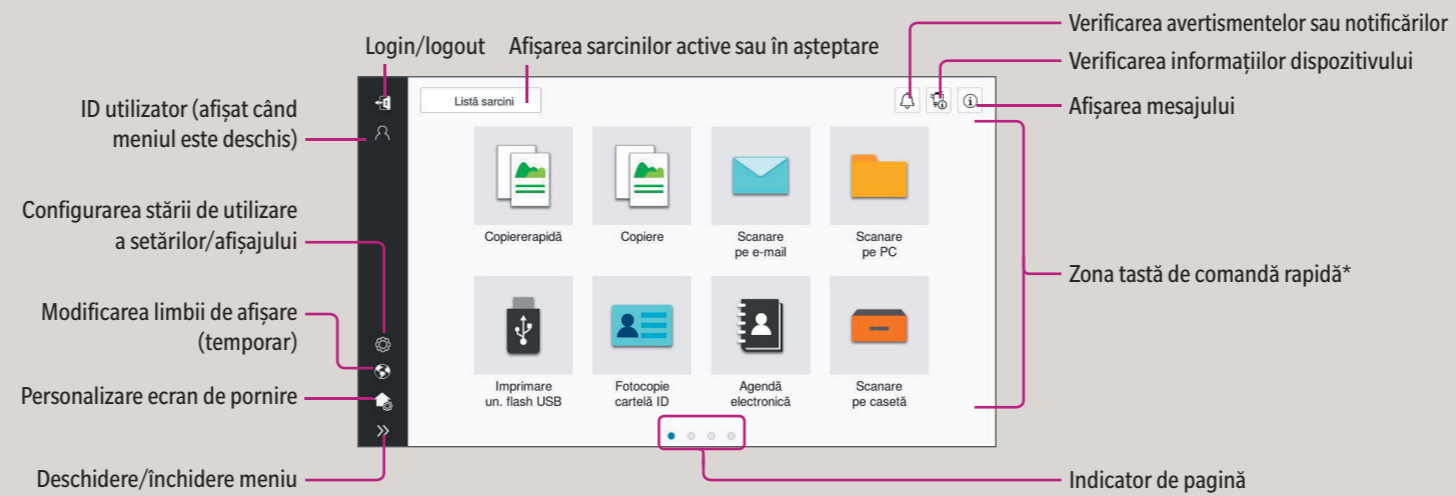 Verificarea avertismentelor sau notificărilor
Login/logout
Afișarea sarcinilor active sau în așteptare
Verificarea informațiilor dispozitivului
ID utilizator (afișat când
meniul este deschis)
Listă sarcini
Afișarea mesajului
Configurarea stării de utilizare
a setărilor/afișajului
Copiererapidă
Copiere
Scanare
pe e-mail
Scanare
pe PC
Zona tastă de comandă rapidă*
Modificarea limbii de afișare
(temporar)
Personalizare ecran de pornire
Imprimare
un. flash USB
Fotocopie
cartelă ID
Agendă
electronică
Scanare
pe casetă
Deschidere/închidere meniu
Indicator de pagină